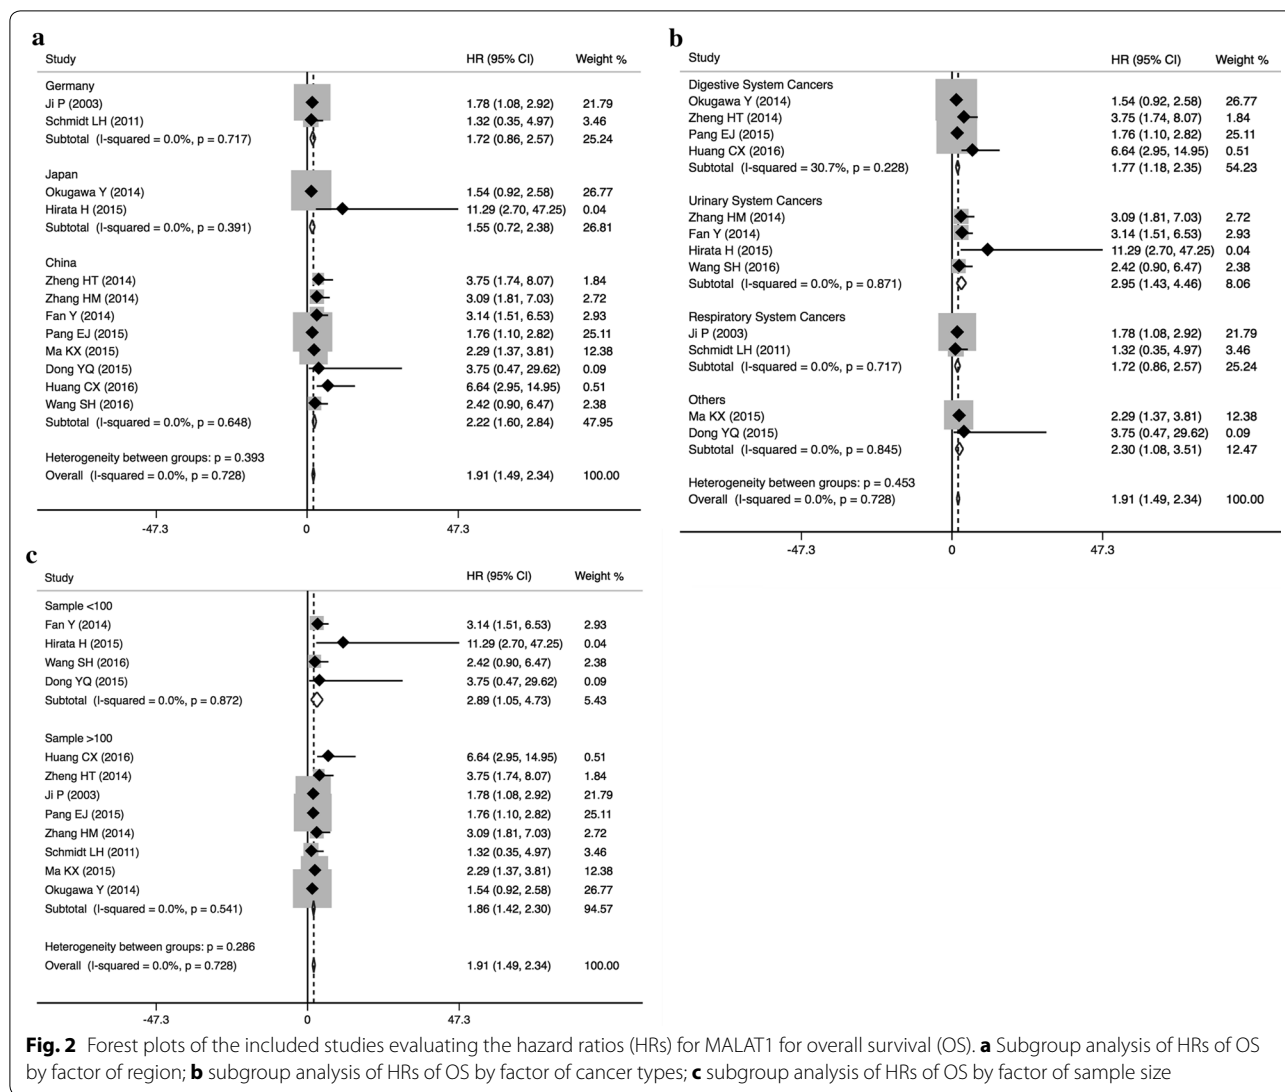 a
Study HR (95% CI) Weight %
Germany
Ji P (2003) 1.78 (1.08, 2.92) 21.79
Schmidt LH (2011) 1.32 (0.35, 4.97) 3.46
Subtotal (I-squared = 0.0%, p = 0.717) 1.72 (0.86, 2.57) 25.24
Japan
Okugawa Y (2014) 1.54 (0.92, 2.58) 26.77
Hirata H (2015) 11.29 (2.70, 47.25) 0.04
Subtotal (I-squared = 0.0%, p = 0.391) 1.55 (0.72, 2.38) 26.81
China
Zheng HT (2014) 3.75 (1.74, 8.07) 1.84
Zhang HM (2014) 3.09 (1.81, 7.03) 2.72
Fan Y (2014) 3.14 (1.51, 6.53) 2.93
Pang EJ (2015) 1.76 (1.10, 2.82) 25.11
Ma KX (2015) 2.29 (1.37, 3.81) 12.38
Dong YQ (2015) 3.75 (0.47, 29.62) 0.09
Huang CX (2016) 6.64 (2.95, 14.95) 0.51
Wang SH (2016) 2.42 (0.90, 6.47) 2.38
Subtotal (I-squared = 0.0%, p = 0.648) 2.22 (1.60, 2.84) 47.95
Heterogeneity between groups: p = 0.393
Overall (I-squared = 0.0%, p = 0.728) 1.91 (1.49, 2.34) 100.00
-47.3 0 47.3
b
Study HR (95% CI) Weight %
Digestive System Cancers
Okugawa Y (2014) 1.54 (0.92, 2.58) 26.77
Zheng HT (2014) 3.75 (1.74, 8.07) 1.84
Pang EJ (2015) 1.76 (1.10, 2.82) 25.11
Huang CX (2016) 6.64 (2.95, 14.95) 0.51
Subtotal (I-squared = 30.7%, p = 0.228) 1.77 (1.18, 2.35) 54.23
Urinary System Cancers
Zhang HM (2014) 3.09 (1.81, 7.03) 2.72
Fan Y (2014) 3.14 (1.51, 6.53) 2.93
Hirata H (2015) 11.29 (2.70, 47.25) 0.04
Wang SH (2016) 2.42 (0.90, 6.47) 2.38
Subtotal (I-squared = 0.0%, p = 0.871) 2.95 (1.43, 4.46) 8.06
Respiratory System Cancers
Ji P (2003) 1.78 (1.08, 2.92) 21.79
Schmidt LH (2011) 1.32 (0.35, 4.97) 3.46
Subtotal (I-squared = 0.0%, p = 0.717) 1.72 (0.86, 2.57) 25.24
Others
Ma KX (2015) 2.29 (1.37, 3.81) 12.38
Dong YQ (2015) 3.75 (0.47, 29.62) 0.09
Subtotal (I-squared = 0.0%, p = 0.845) 2.30 (1.08, 3.51) 12.47
Heterogeneity between groups: p = 0.453
Overall (I-squared = 0.0%, p = 0.728) 1.91 (1.49, 2.34) 100.00
-47.3 0 47.3
c
Study HR (95% CI) Weight %
Sample <100
Fan Y (2014) 3.14 (1.51, 6.53) 2.93
Hirata H (2015) 11.29 (2.70, 47.25) 0.04
Wang SH (2016) 2.42 (0.90, 6.47) 2.38
Dong YQ (2015) 3.75 (0.47, 29.62) 0.09
Subtotal (I-squared = 0.0%, p = 0.872) 2.89 (1.05, 4.73) 5.43
Sample >100
Huang CX (2016) 6.64 (2.95, 14.95) 0.51
Zheng HT (2014) 3.75 (1.74, 8.07) 1.84
Ji P (2003) 1.78 (1.08, 2.92) 21.79
Pang EJ (2015) 1.76 (1.10, 2.82) 25.11
Zhang HM (2014) 3.09 (1.81, 7.03) 2.72
Schmidt LH (2011) 1.32 (0.35, 4.97) 3.46
Ma KX (2015) 2.29 (1.37, 3.81) 12.38
Okugawa Y (2014) 1.54 (0.92, 2.58) 26.77
Subtotal (I-squared = 0.0%, p = 0.541) 1.86 (1.42, 2.30) 94.57
Heterogeneity between groups: p = 0.286
Overall (I-squared = 0.0%, p = 0.728) 1.91 (1.49, 2.34) 100.00
-47.3 0 47.3
Fig. 2 Forest plots of the included studies evaluating the hazard ratios (HRs) for MALAT1 for overall survival (OS). a Subgroup analysis of HRs of OS
by factor of region; b subgroup analysis of HRs of OS by factor of cancer types; c subgroup analysis of HRs of OS by factor of sample size